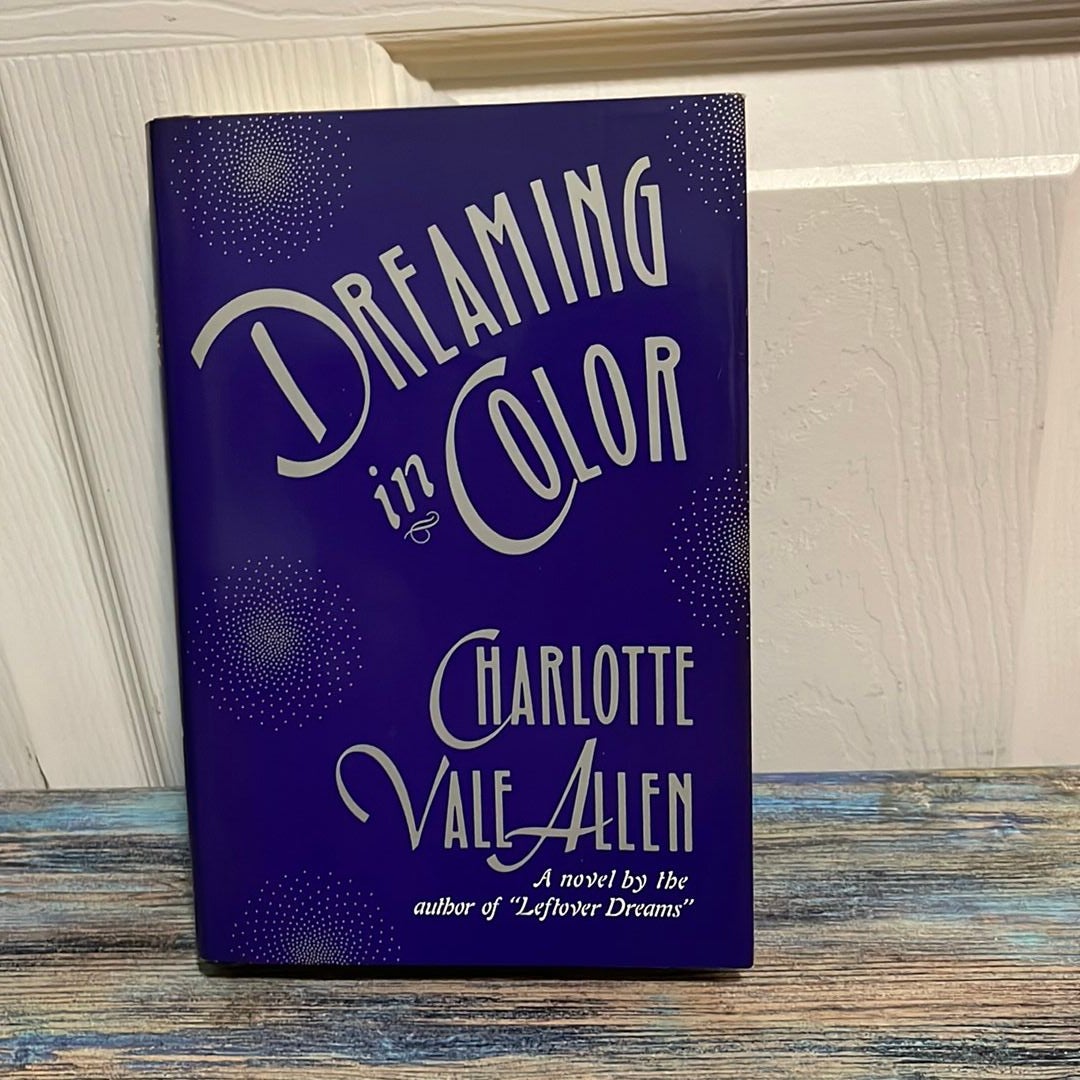 DREAMING
in COLOR
CHARLOTTE
VALE ALLEN
A novel by the
author of "Leftover Dreams"